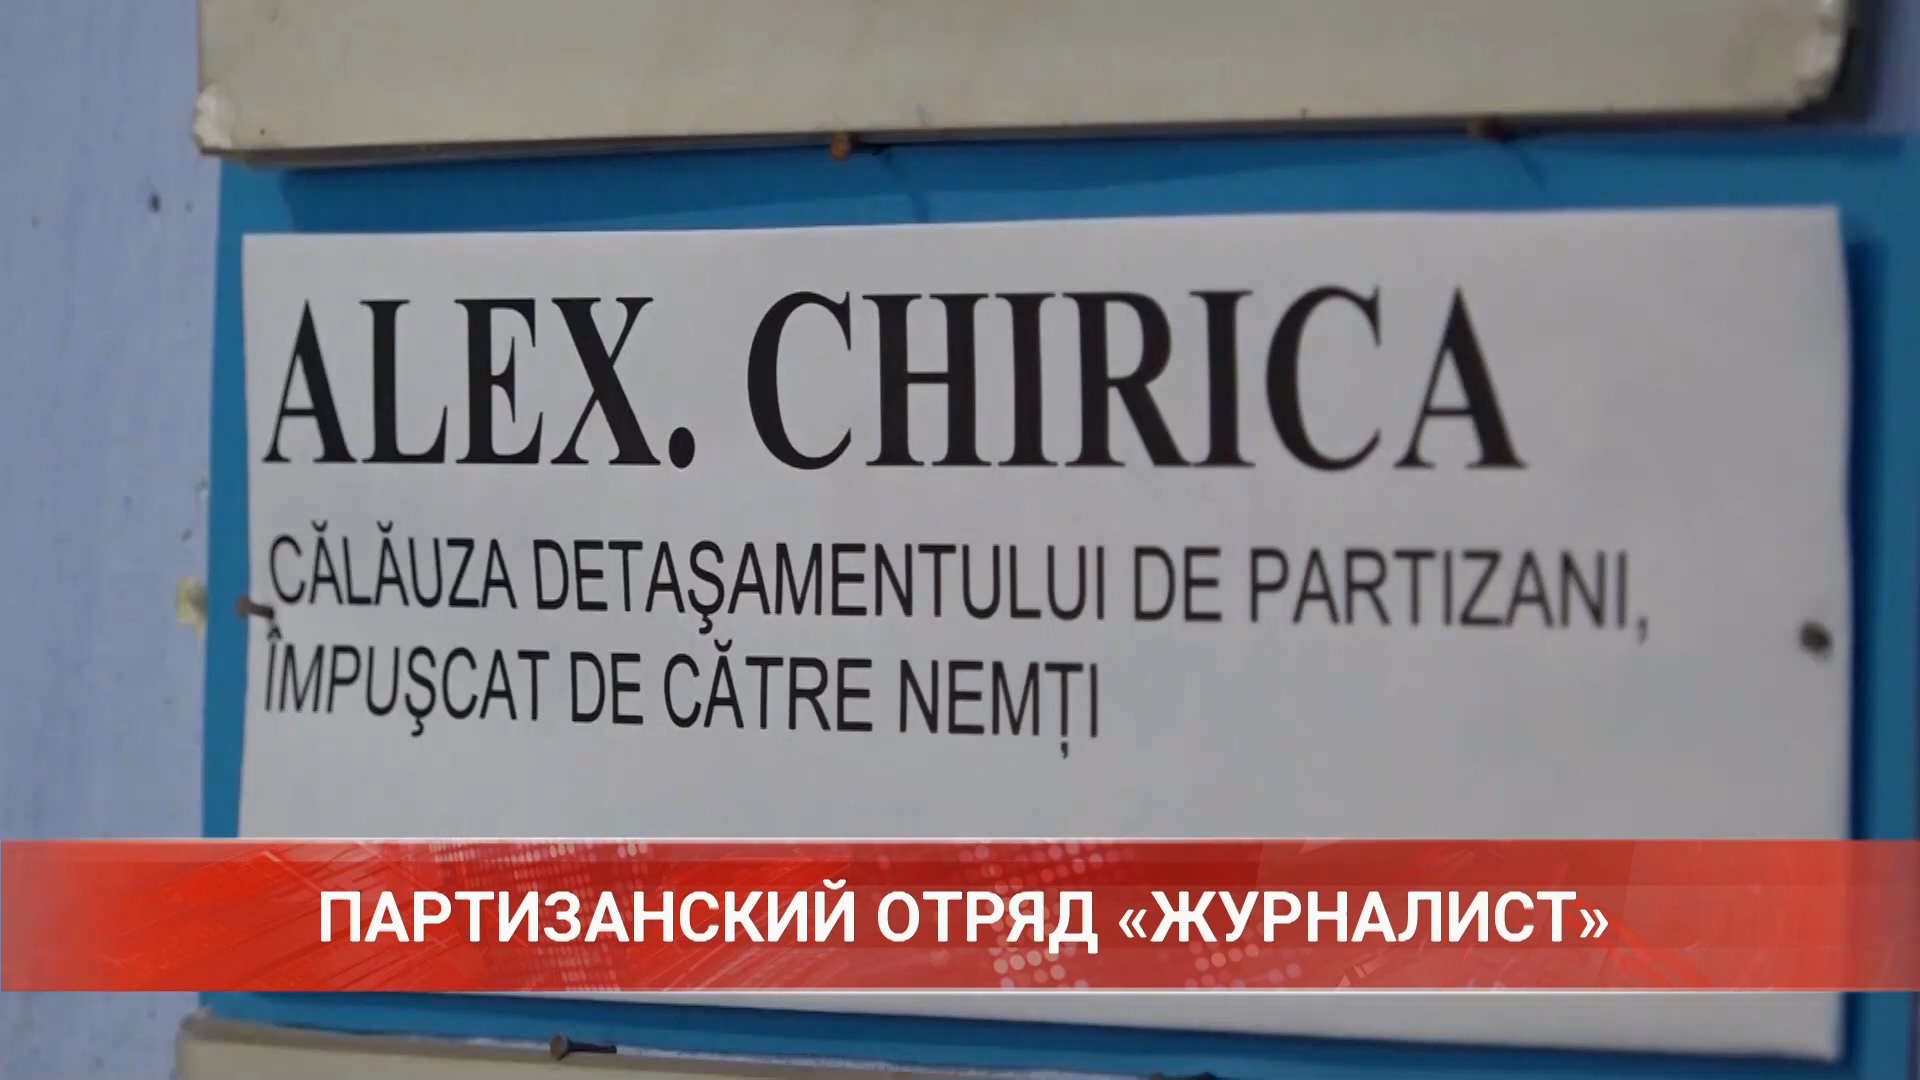 ALEX. CHIRICA
CĂLĂUZA DETAŞAMENTULUI DE PARTIZANI,
ÎMPUŞCAT DE CĂTRE NEMȚI
ПАРТИЗАНСКИЙ ОТРЯД «ЖУРНАЛИСТ»